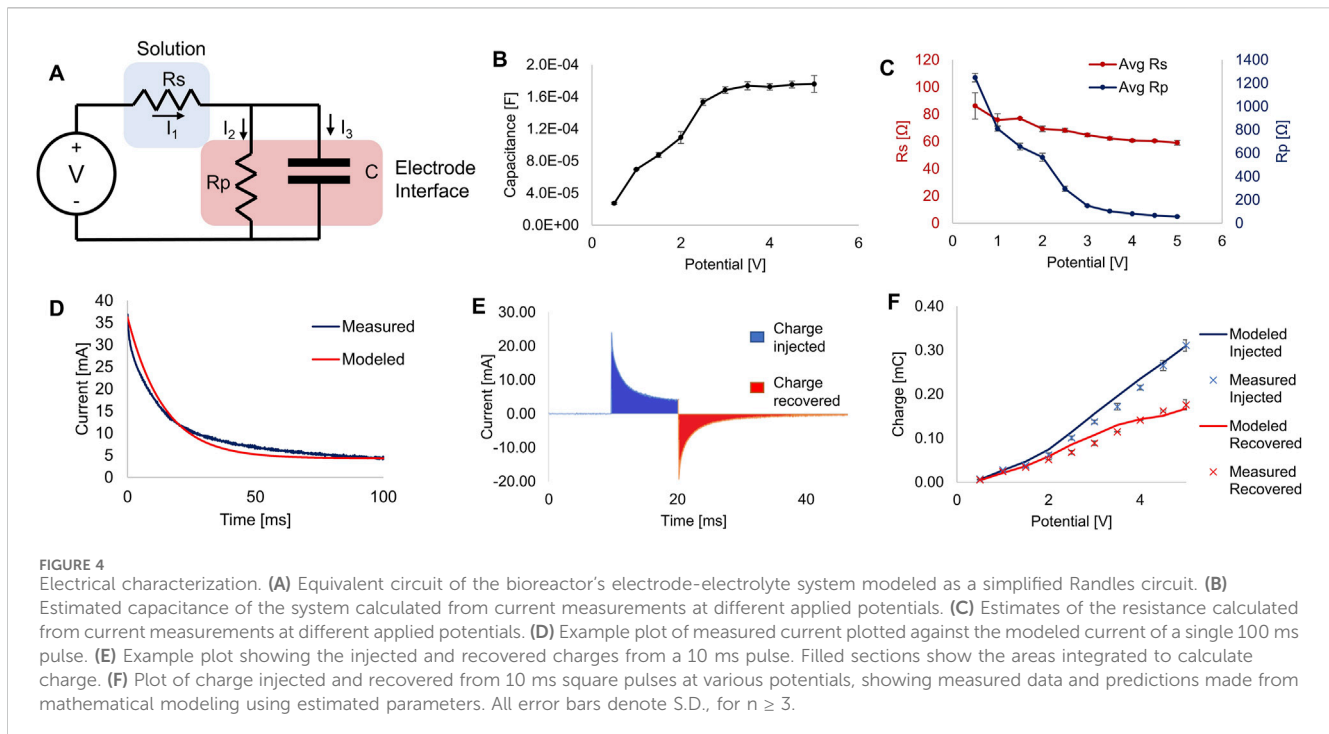 A
Solution
Rs
I1
I2
I3
+
V
-
Rp
C
Electrode
Interface
B
Capacitance [F]
2.0E-04
1.6E-04
1.2E-04
8.0E-05
4.0E-05
0.0E+00
0 2 4 6
Potential [V]
C
Rs [Ω]
120
100
80
60
40
20
0
Avg Rs
Avg Rp
1400
1200
1000
800
600
400
200
0
Rp [Ω]
0 1 2 3 4 5 6
Potential [V]
D
Current [mA]
40
35
30
25
20
15
10
5
0
Measured
Modeled
0 50 100
Time [ms]
E
Current [mA]
30.00
20.00
10.00
0.00
-10.00
-20.00
Charge
injected
Charge
recovered
0 20 40
Time [ms]
F
Charge [mC]
0.40
0.30
0.20
0.10
0.00
0 2 4
Potential [V]
Modeled
Injected
Measured
Injected
Modeled
Recovered
Measured
Recovered
FIGURE 4
Electrical characterization. (A) Equivalent circuit of the bioreactor's electrode-electrolyte system modeled as a simplified Randles circuit. (B)
Estimated capacitance of the system calculated from current measurements at different applied potentials. (C) Estimates of the resistance calculated
from current measurements at different applied potentials. (D) Example plot of measured current plotted against the modeled current of a single 100 ms
pulse. (E) Example plot showing the injected and recovered charges from a 10 ms pulse. Filled sections show the areas integrated to calculate
charge. (F) Plot of charge injected and recovered from 10 ms square pulses at various potentials, showing measured data and predictions made from
mathematical modeling using estimated parameters. All error bars denote S.D., for n ≥ 3.